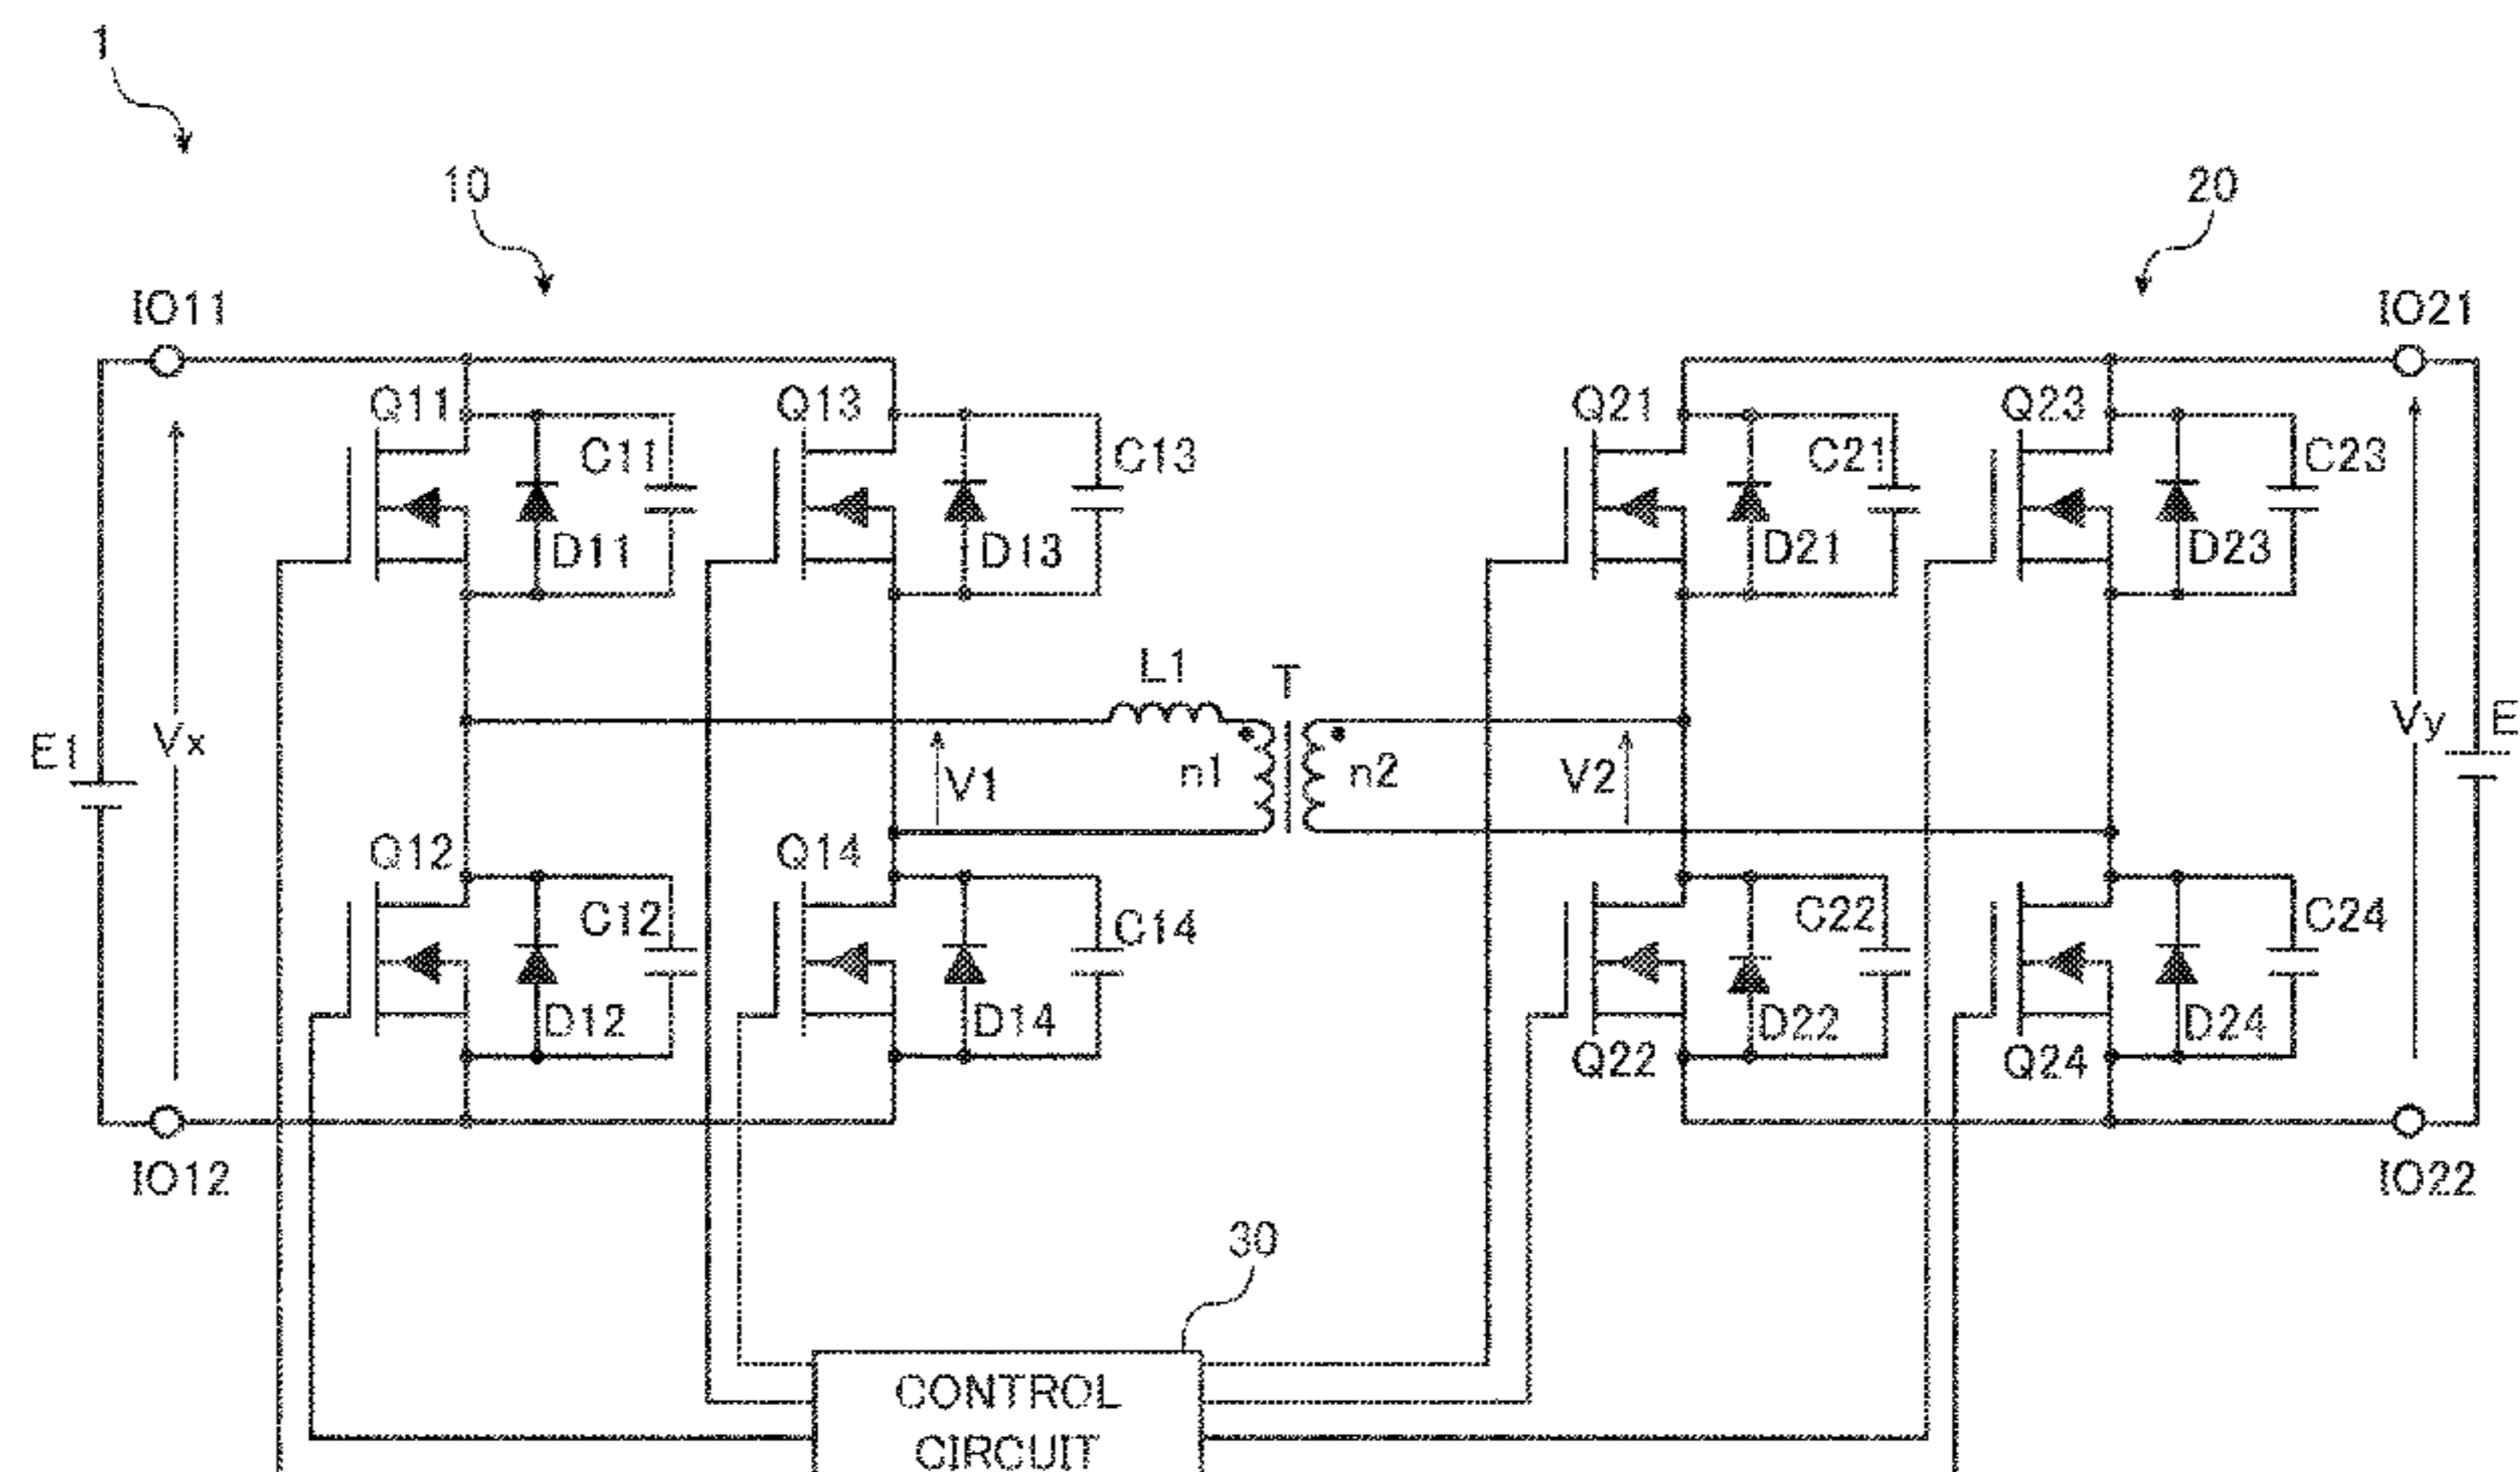 1
10
20
IO11
IO21
Q11
Q13
Q21
Q23
C11
C13
C21
C23
D11
D13
D21
D23
L1
T
E1
Vx
V1
n1
n2
V2
Vy
E
Q12
Q14
C12
C14
C22
C24
D12
D14
D22
D24
Q22
Q24
IO12
IO22
30
CONTROL
CIRCUIT